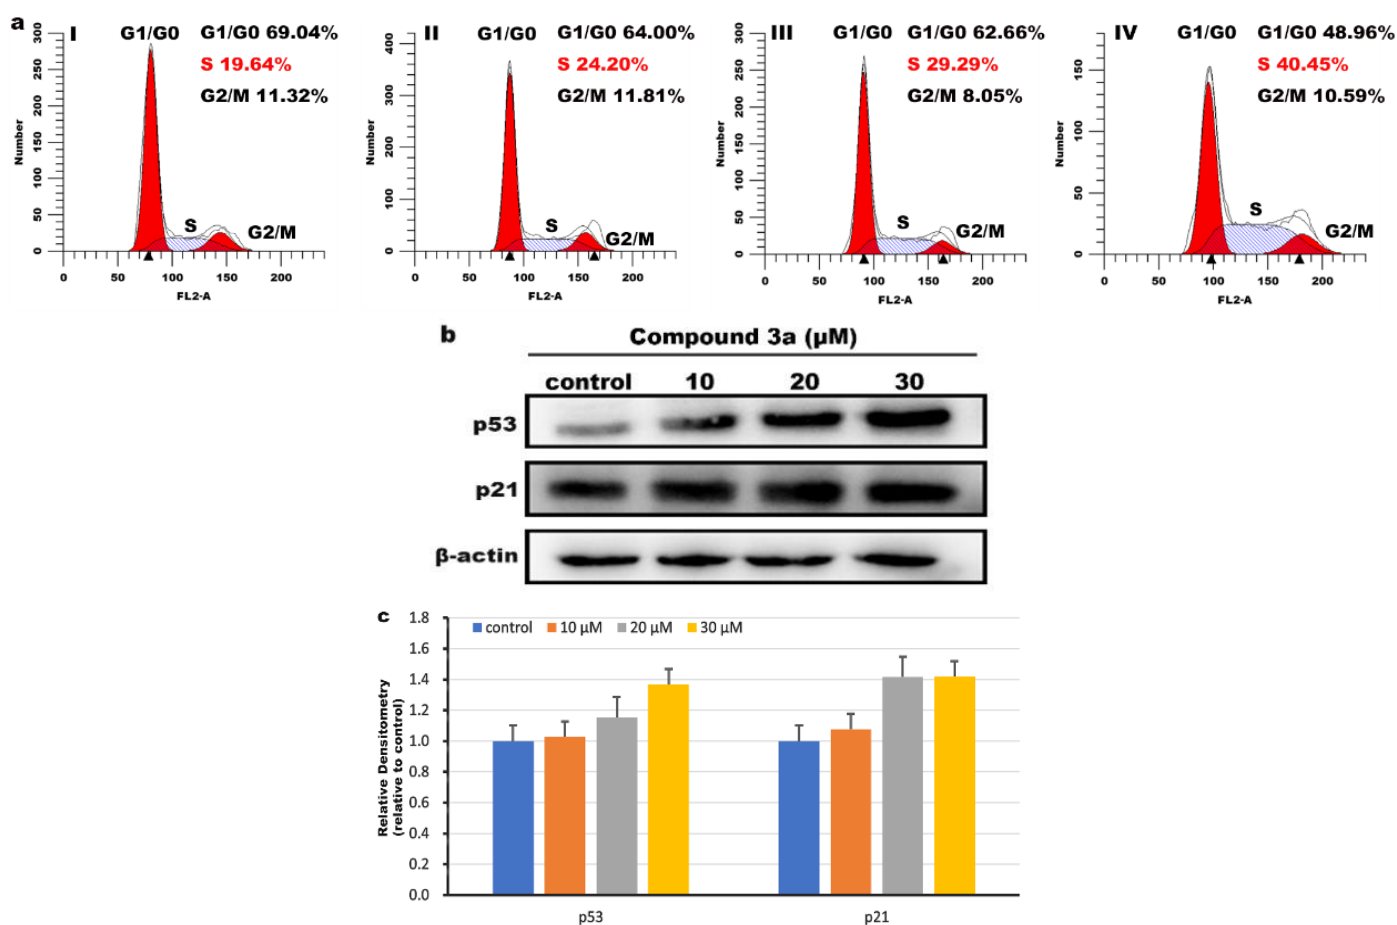 a
I
G1/G0
G1/G0 69.04%
S 19.64%
G2/M 11.32%
Number
300
250
200
150
100
50
0
S
G2/M
0 50 100 150 200
FL2-A
II
G1/G0
G1/G0 64.00%
S 24.20%
G2/M 11.81%
Number
400
300
200
100
0
S
G2/M
0 50 100 150 200
FL2-A
III
G1/G0
G1/G0 62.66%
S 29.29%
G2/M 8.05%
Number
300
250
200
150
100
50
0
S
G2/M
0 50 100 150 200
FL2-A
IV
G1/G0
G1/G0 48.96%
S 40.45%
G2/M 10.59%
Number
150
100
50
0
S
G2/M
0 50 100 150 200
FL2-A
b
Compound 3a (μM)
control 10 20 30
p53
p21
β-actin
c
Relative Densitometry
(relative to control)
1.8
1.6
1.4
1.2
1.0
0.8
0.6
0.4
0.2
0.0
control 10 μM 20 μM 30 μM
p53 p21